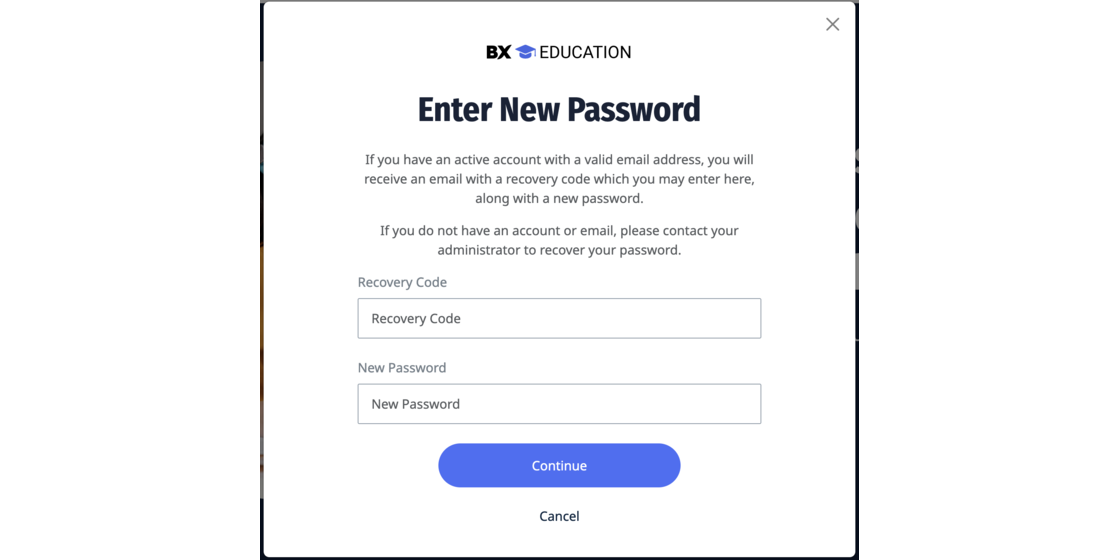 BX EDUCATION
Enter New Password
If you have an active account with a valid email address, you will
receive an email with a recovery code which you may enter here,
along with a new password.
If you do not have an account or email, please contact your
administrator to recover your password.
Recovery Code
Recovery Code
New Password
New Password
Continue
Cancel